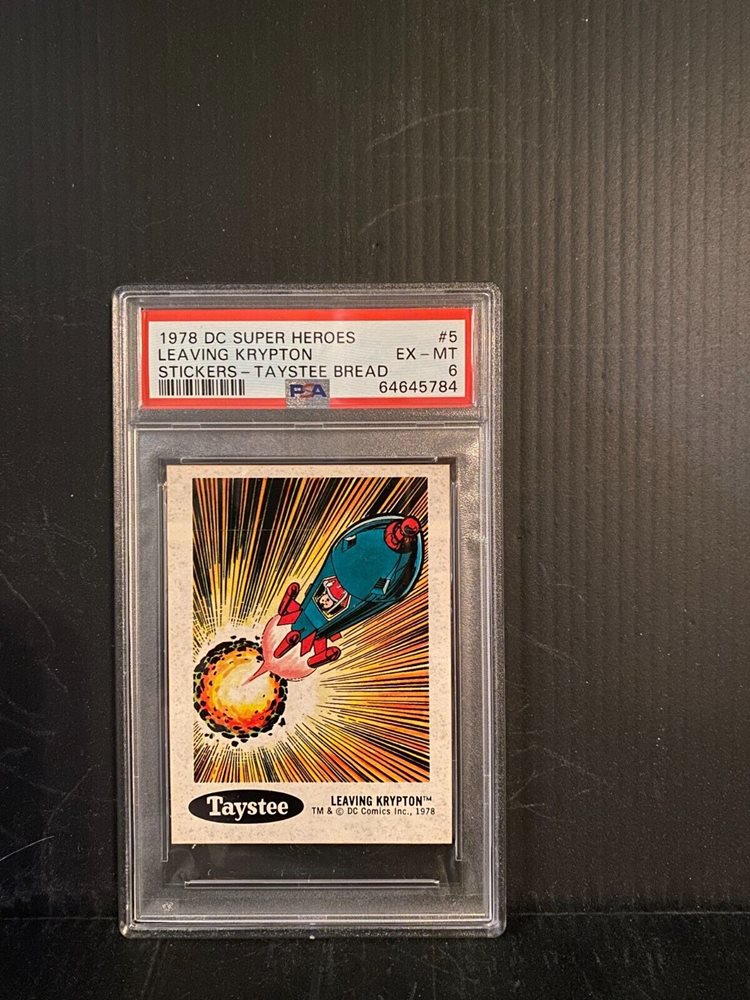 1978 DC SUPER HEROES #5
LEAVING KRYPTON EX - MT
STICKERS - TAYSTEE BREAD 6
PSA 64645784
Taystee
LEAVING KRYPTON™
TM & © DC Comics Inc., 1978